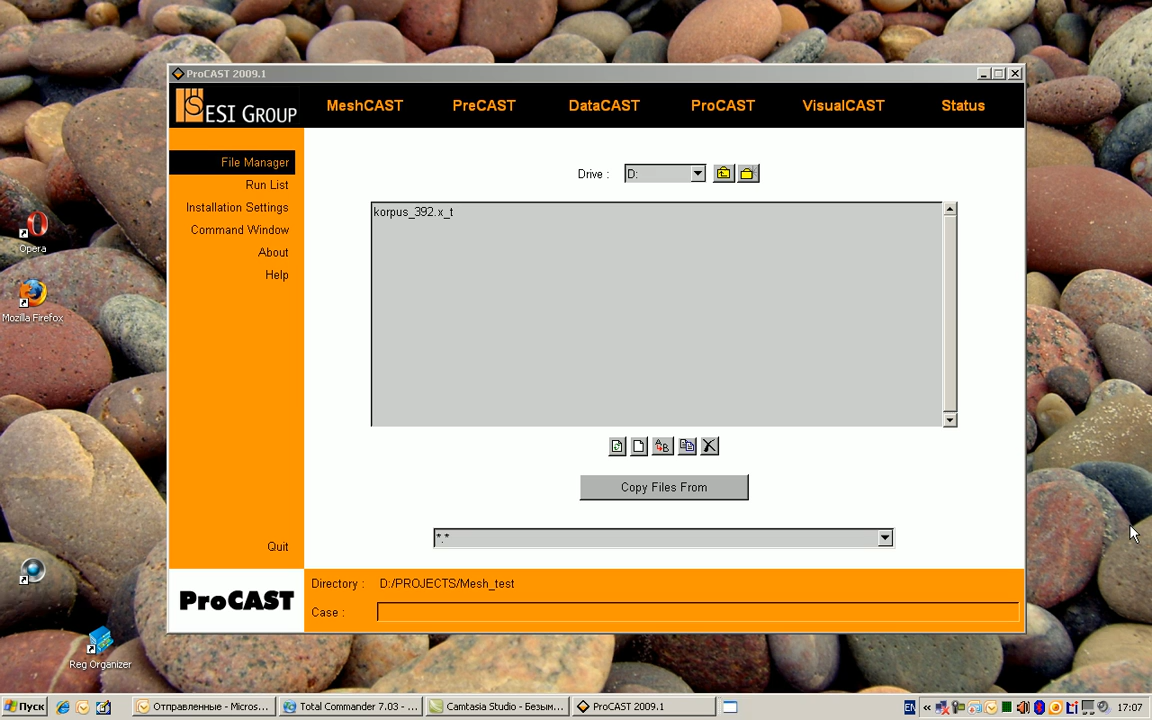 ProCAST 2009.1
ESI GROUP
MeshCAST PreCAST DataCAST ProCAST VisualCAST Status
File Manager
Run List
Installation Settings
Command Window
About
Help
Quit
Drive : D:
korpus_392.x_t
Copy Files From
*.*
ProCAST
Directory : D:/PROJECTS/Mesh_test
Case :
Opera
Mozilla Firefox
Reg Organizer
Пуск
Отправленные - Micros...
Total Commander 7.03 - ...
Camtasia Studio - Безым...
ProCAST 2009.1
EN
17:07